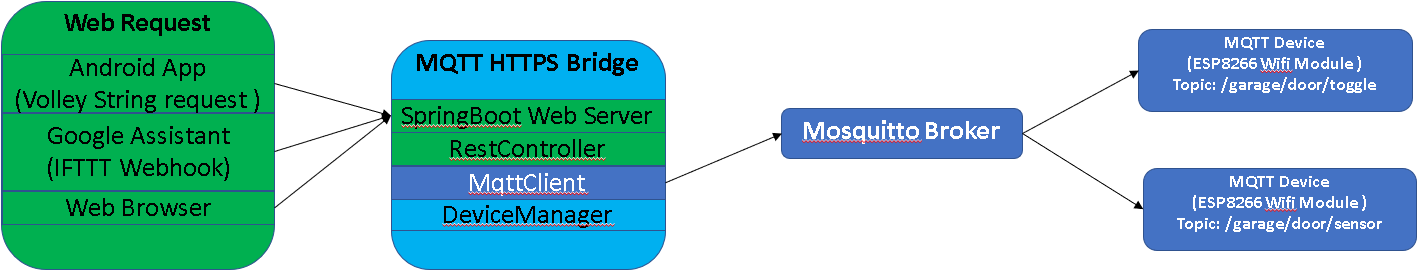 Web Request
Android App
(Volley String request )
Google Assistant
(IFTTT Webhook)
Web Browser
MQTT HTTPS Bridge
SpringBoot Web Server
RestController
MqttClient
DeviceManager
Mosquitto Broker
MQTT Device
(ESP8266 Wifi Module )
Topic: /garage/door/toggle
MQTT Device
(ESP8266 Wifi Module )
Topic: /garage/door/sensor